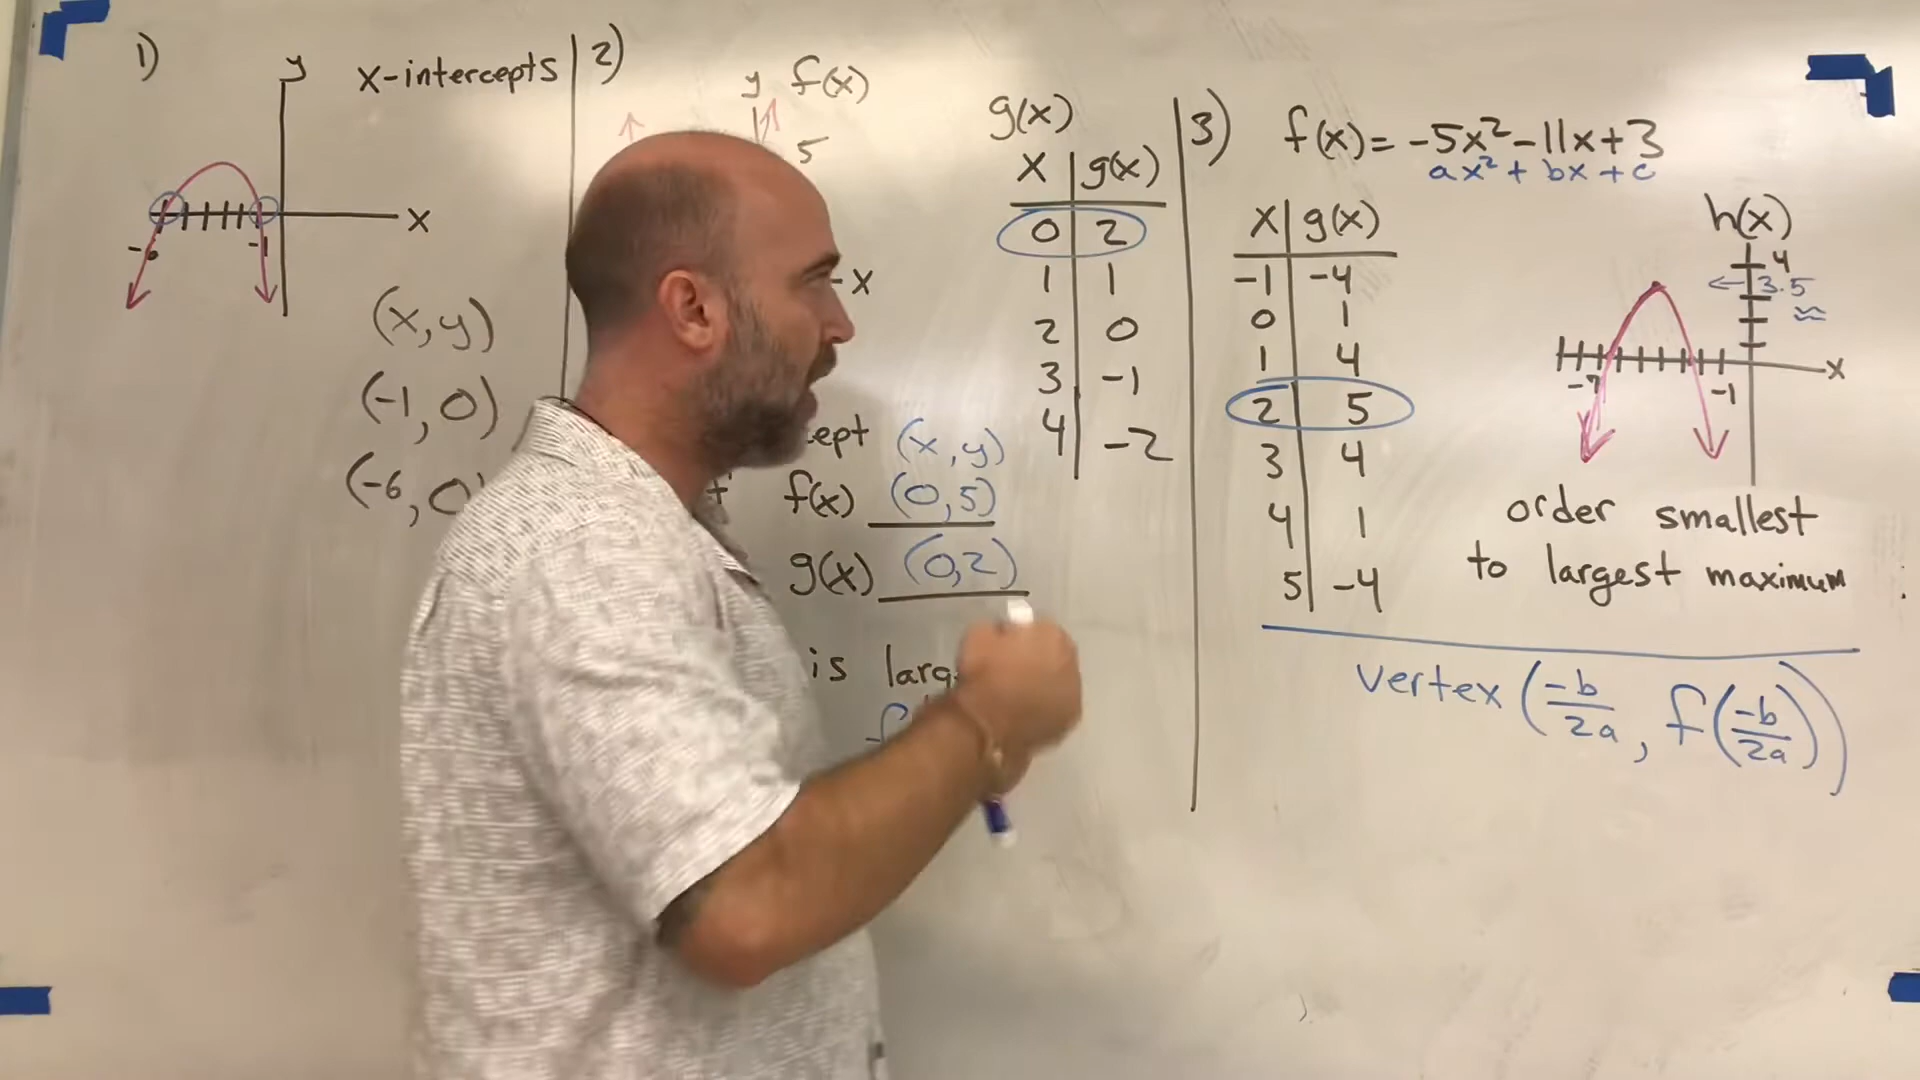 1)
y
x-intercepts
-1
x
(x,y)
(-1,0)
(-6,0)
2)
y f(x)
5
x
(x,y)
f(x) (0,5)
g(x) (0,2)
is
g(x)
x g(x)
0 2
1 1
2 0
3 -1
4 -2
3) f(x)= -5x²-11x+3
ax²+ bx + c
x g(x)
-1 -4
0 1
1 4
2 5
3 4
4 1
5 -4
h(x)
4
← 3.5
≈
x
-7 -1
order smallest
to largest maximum
vertex (-b/2a, f(-b/2a))